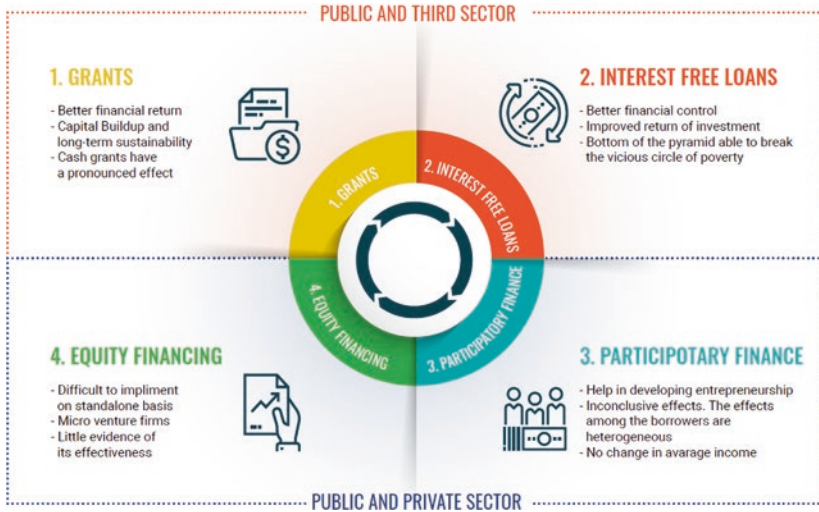 PUBLIC AND THIRD SECTOR
1. GRANTS
- Better financial return
- Capital Buildup and
long-term sustainability
- Cash grants have
a pronounced effect
2. INTEREST FREE LOANS
- Better financial control
- Improved return of investment
- Bottom of the pyramid able to break
the vicious circle of poverty
1. GRANTS
2. INTEREST FREE LOANS
4. EQUITY FINANCING
3. PARTICIPATORY FINANCE
4. EQUITY FINANCING
- Difficult to impliment
on standalone basis
- Micro venture firms
- Little evidence of
its effectiveness
3. PARTICIPOTARY FINANCE
- Help in developing entrepreneurship
- Inconclusive effects. The effects
among the borrowers are
heterogeneous
- No change in avarage income
PUBLIC AND PRIVATE SECTOR